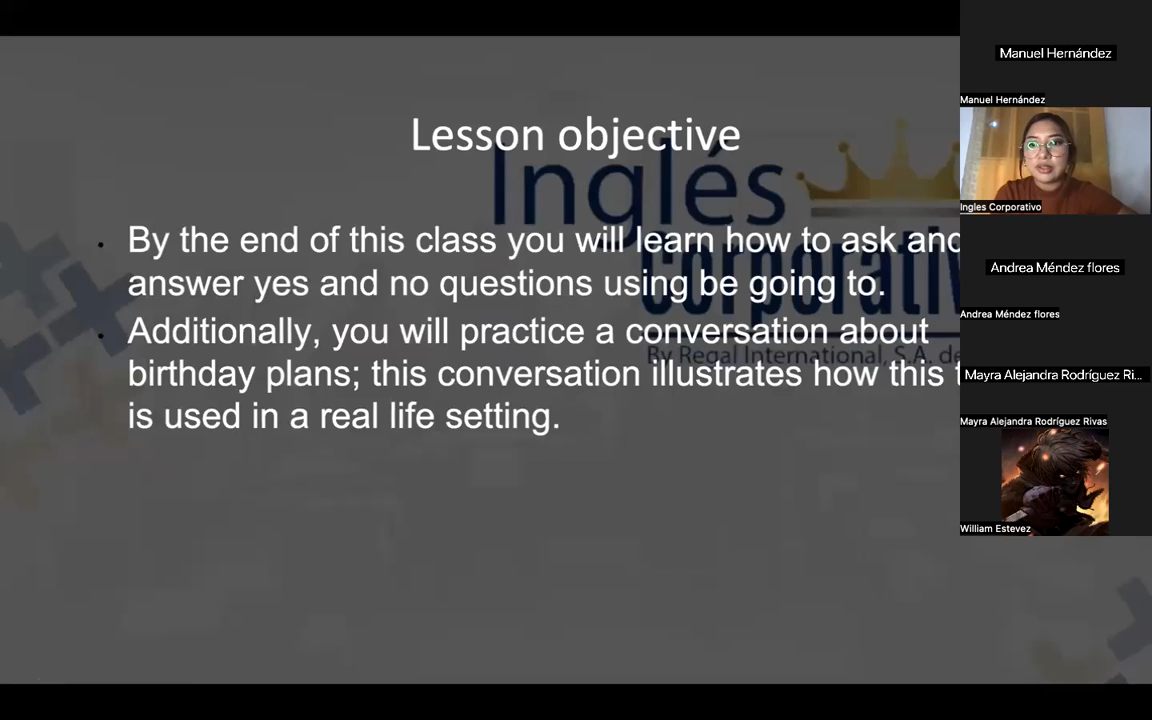 Lesson objective
Inglés
corporativ
By Regal International, S.A. de
• By the end of this class you will learn how to ask and
answer yes and no questions using be going to.
• Additionally, you will practice a conversation about
birthday plans; this conversation illustrates how this t
is used in a real life setting.
Manuel Hernández
Manuel Hernández
Ingles Corporativo
Andrea Méndez flores
Andrea Méndez flores
Mayra Alejandra Rodríguez Ri...
Mayra Alejandra Rodríguez Rivas
William Estevez